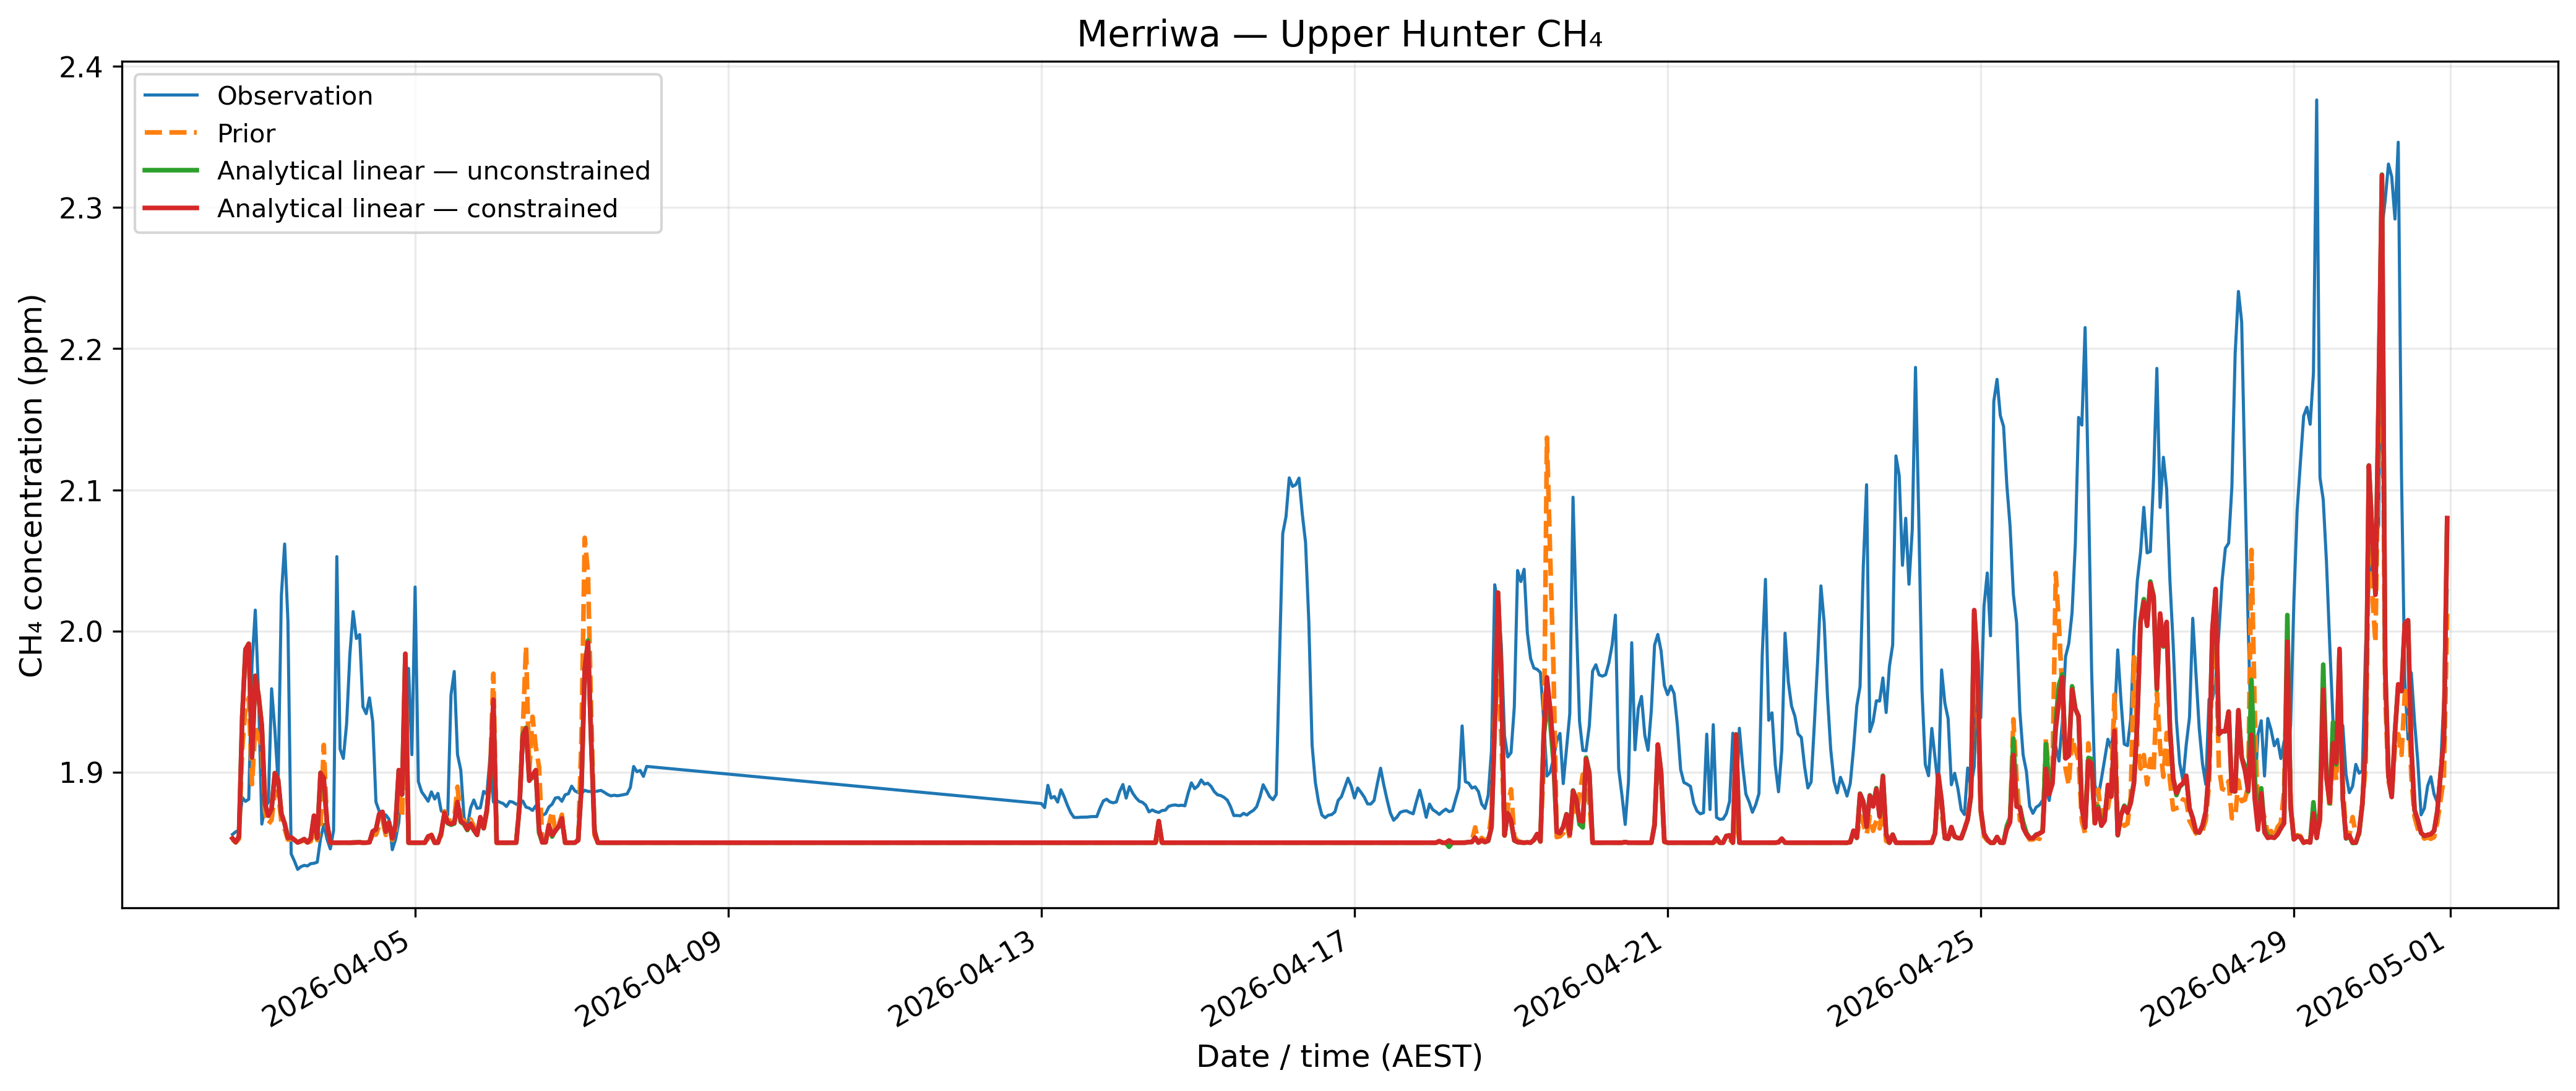 Merriwa — Upper Hunter CH₄
Observation
Prior
Analytical linear — unconstrained
Analytical linear — constrained
CH₄ concentration (ppm)
2.4
2.3
2.2
2.1
2.0
1.9
2026-04-05
2026-04-09
2026-04-13
2026-04-17
2026-04-21
2026-04-25
2026-04-29
2026-05-01
Date / time (AEST)